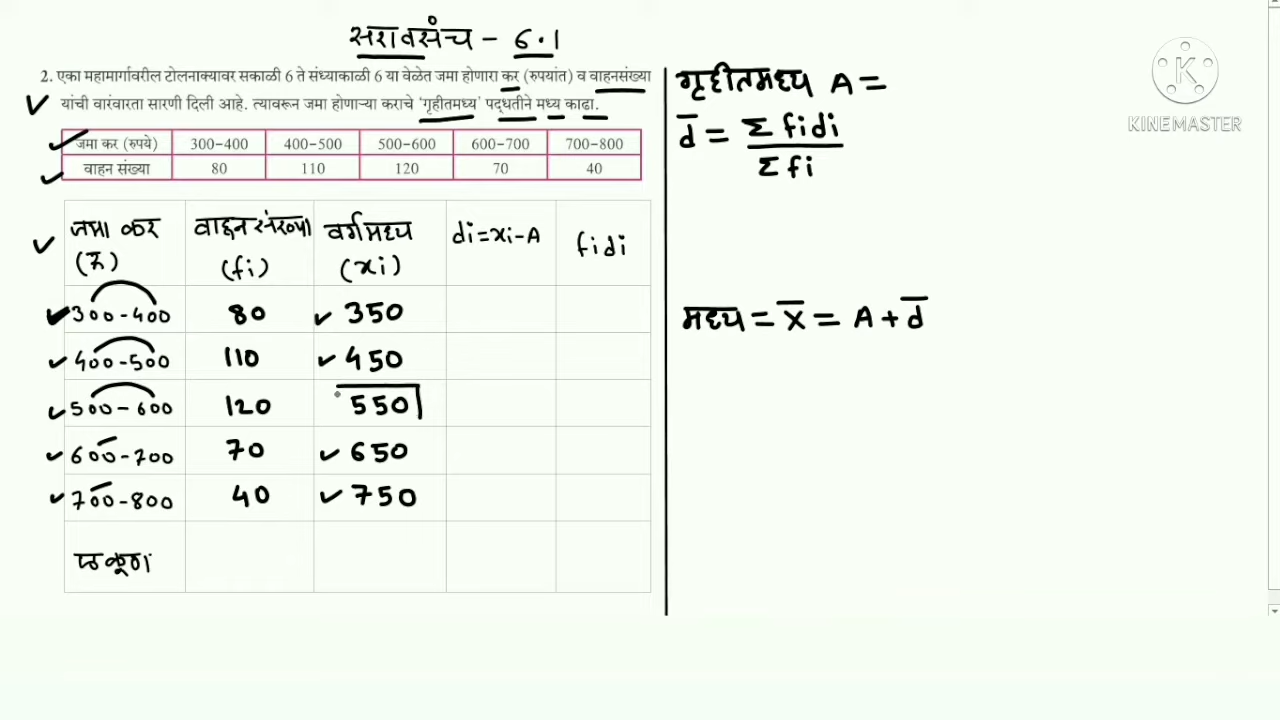 सरावसंच - 6.1
2. एका महामार्गावरील टोलनाक्यावर सकाळी 6 ते संध्याकाळी 6 या वेळेत जमा होणारा कर (रुपयांत) व वाहनसंख्या
यांची वारंवारता सारणी दिली आहे. त्यावरून जमा होणाऱ्या कराचे ‘गृहीतमध्य’ पद्धतीने मध्य काढा.
जमा कर (रुपये) 300-400 400-500 500-600 600-700 700-800
वाहन संख्या 80 110 120 70 40
जमा कर (₹) वाहन संख्या (fi) वर्गमध्य (xi) di=xi-A fidi
300-400 80 350
400-500 110 450
500-600 120 550
600-700 70 650
700-800 40 750
एकूण
गृहीतमध्य A =
d̄ = Σfidi / Σfi
मध्य = X̄ = A + d̄
K
KINEMASTER